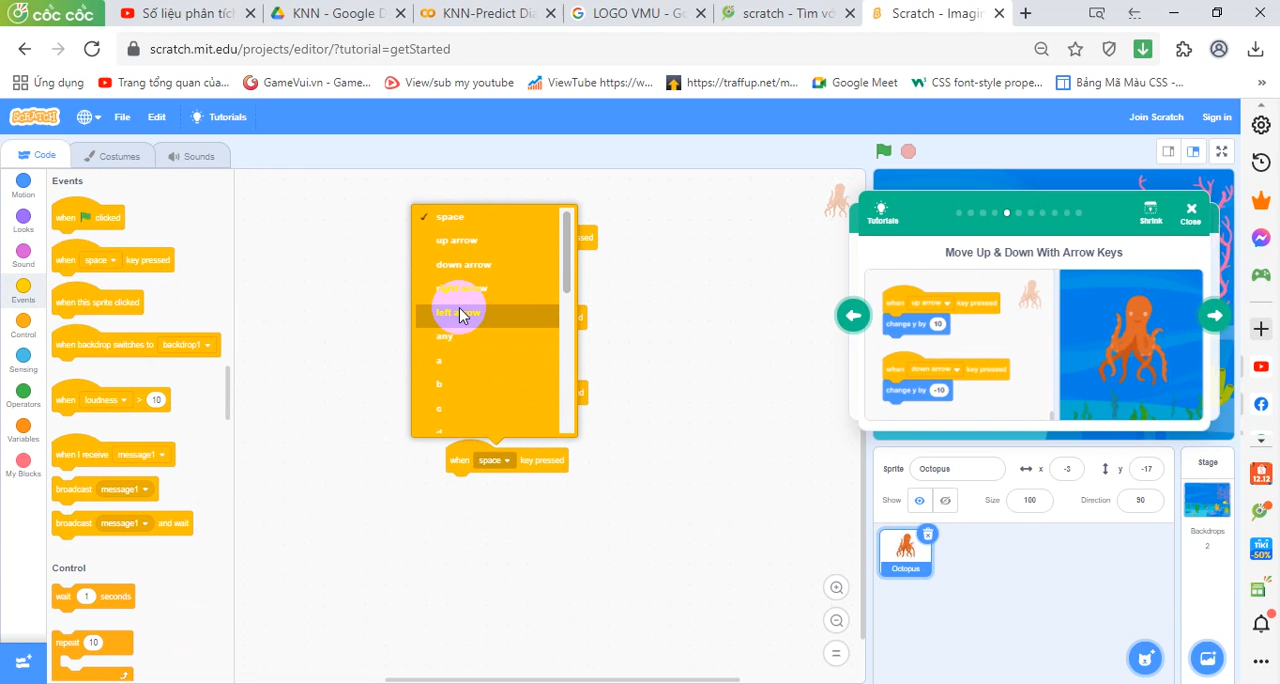 CỐC CỐC
Số liệu phân tích
KNN - Google D
KNN-Predict Dia
LOGO VMU - Go
scratch - Tìm vớ
Scratch - Imagin
scratch.mit.edu/projects/editor/?tutorial=getStarted
Ứng dụng
Trang tổng quan của...
GameVui.vn - Game...
View/sub my youtube
ViewTube https://w...
https://traffup.net/m...
Google Meet
CSS font-style prope...
Bảng Mã Màu CSS -...
SCRATCH
File
Edit
Tutorials
Join Scratch
Sign in
Code
Costumes
Sounds
Motion
Looks
Sound
Events
Control
Sensing
Operators
Variables
My Blocks
Events
when clicked
when space key pressed
when this sprite clicked
when backdrop switches to backdrop1
when loudness > 10
when I receive message1
broadcast message1
broadcast message1 and wait
Control
wait 1 seconds
repeat 10
✓ space
up arrow
down arrow
right arrow
left arrow
any
a
b
c
d
when space key pressed
Tutorials
Shrink
Close
Move Up & Down With Arrow Keys
when up arrow key pressed
change y by 10
when down arrow key pressed
change y by -10
Sprite Octopus x -3 y -17
Show Size 100 Direction 90
Octopus
Stage
Backdrops
2
12.12
TIKI
-50%